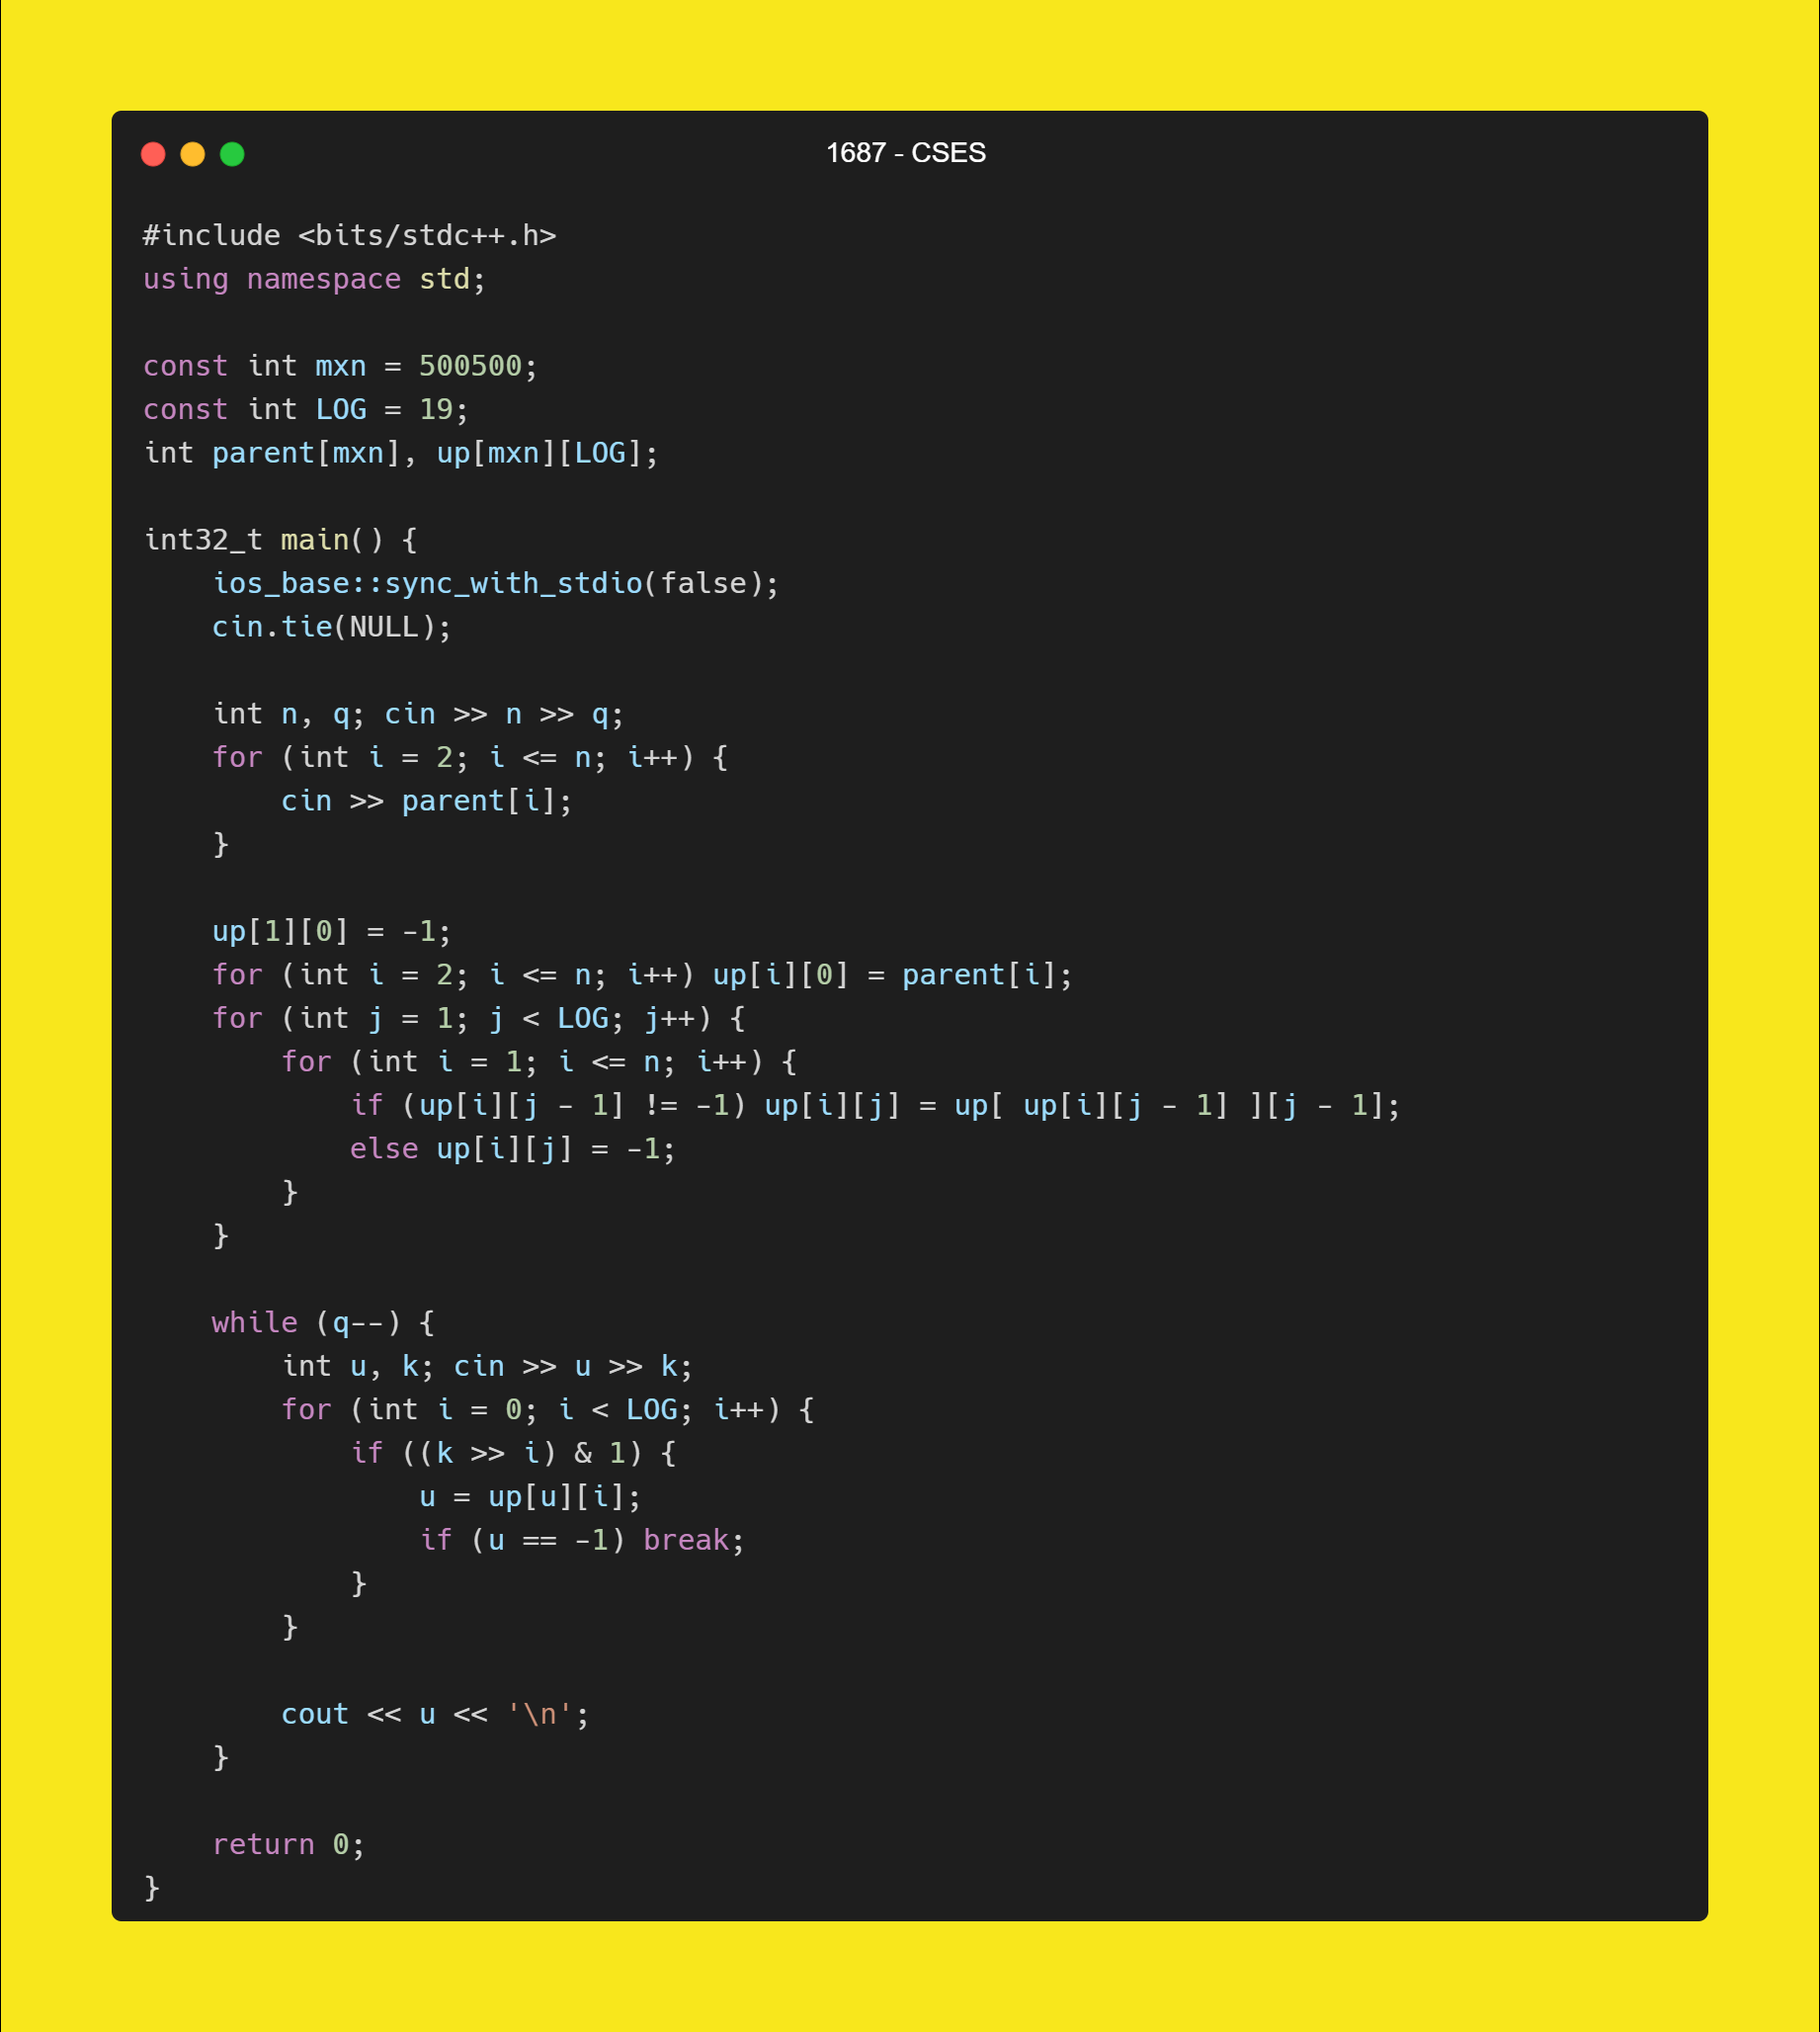 1687 - CSES
#include <bits/stdc++.h>
using namespace std;
const int mxn = 500500;
const int LOG = 19;
int parent[mxn], up[mxn][LOG];
int32_t main() {
    ios_base::sync_with_stdio(false);
    cin.tie(NULL);
    int n, q; cin >> n >> q;
    for (int i = 2; i <= n; i++) {
        cin >> parent[i];
    }
    up[1][0] = -1;
    for (int i = 2; i <= n; i++) up[i][0] = parent[i];
    for (int j = 1; j < LOG; j++) {
        for (int i = 1; i <= n; i++) {
            if (up[i][j - 1] != -1) up[i][j] = up[ up[i][j - 1] ][j - 1];
            else up[i][j] = -1;
        }
    }
    while (q--) {
        int u, k; cin >> u >> k;
        for (int i = 0; i < LOG; i++) {
            if ((k >> i) & 1) {
                u = up[u][i];
                if (u == -1) break;
            }
        }
        cout << u << '\n';
    }
    return 0;
}